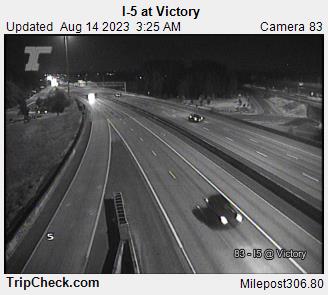 I-5 at Victory
Updated Aug 14 2023 3:25 AM Camera 83
S
83 - I5 @ Victory
TripCheck.com Milepost306.80